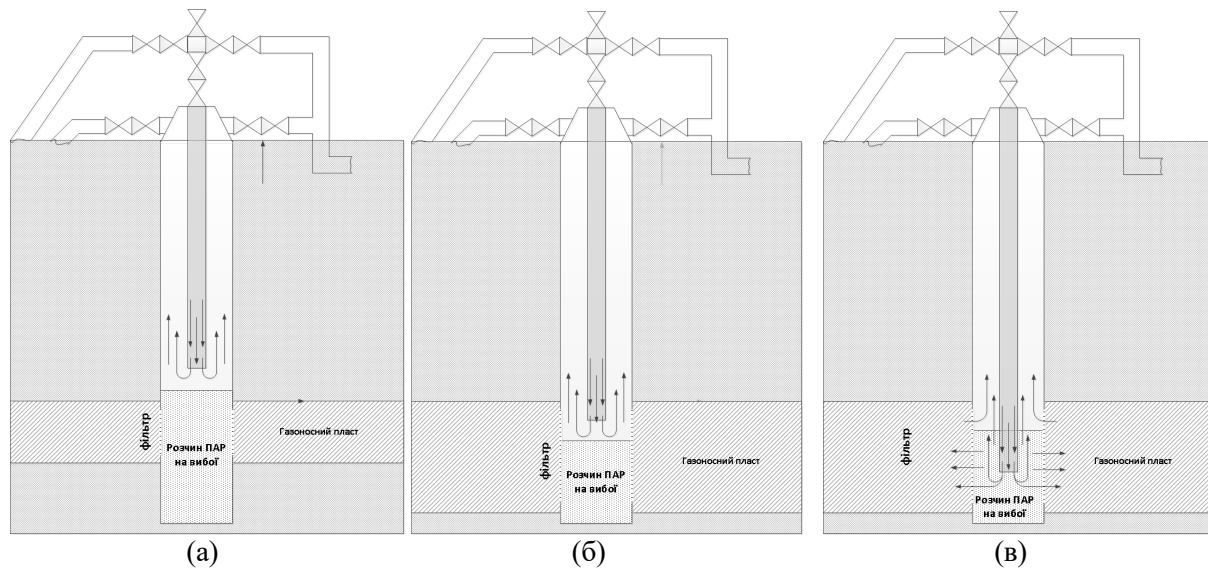 фільтр
Розчин ПАР
на вибої
Газоносний пласт
(а)
фільтр
Розчин ПАР
на вибої
Газоносний пласт
(б)
фільтр
Розчин ПАР
на вибої
Газоносний пласт
(в)